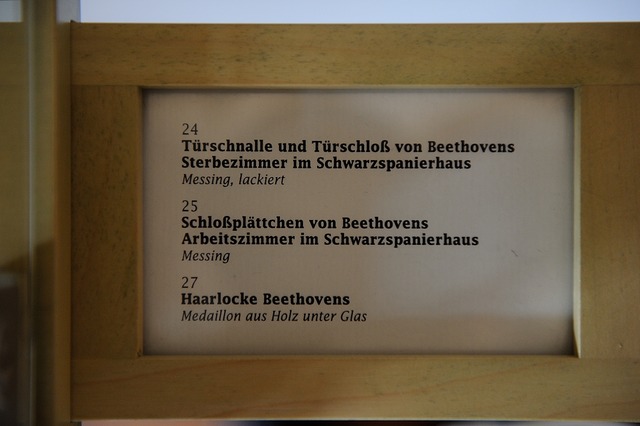 24
Türschnalle und Türschloß von Beethovens
Sterbezimmer im Schwarzspanierhaus
Messing, lackiert
25
Schloßplättchen von Beethovens
Arbeitszimmer im Schwarzspanierhaus
Messing
27
Haarlocke Beethovens
Medaillon aus Holz unter Glas